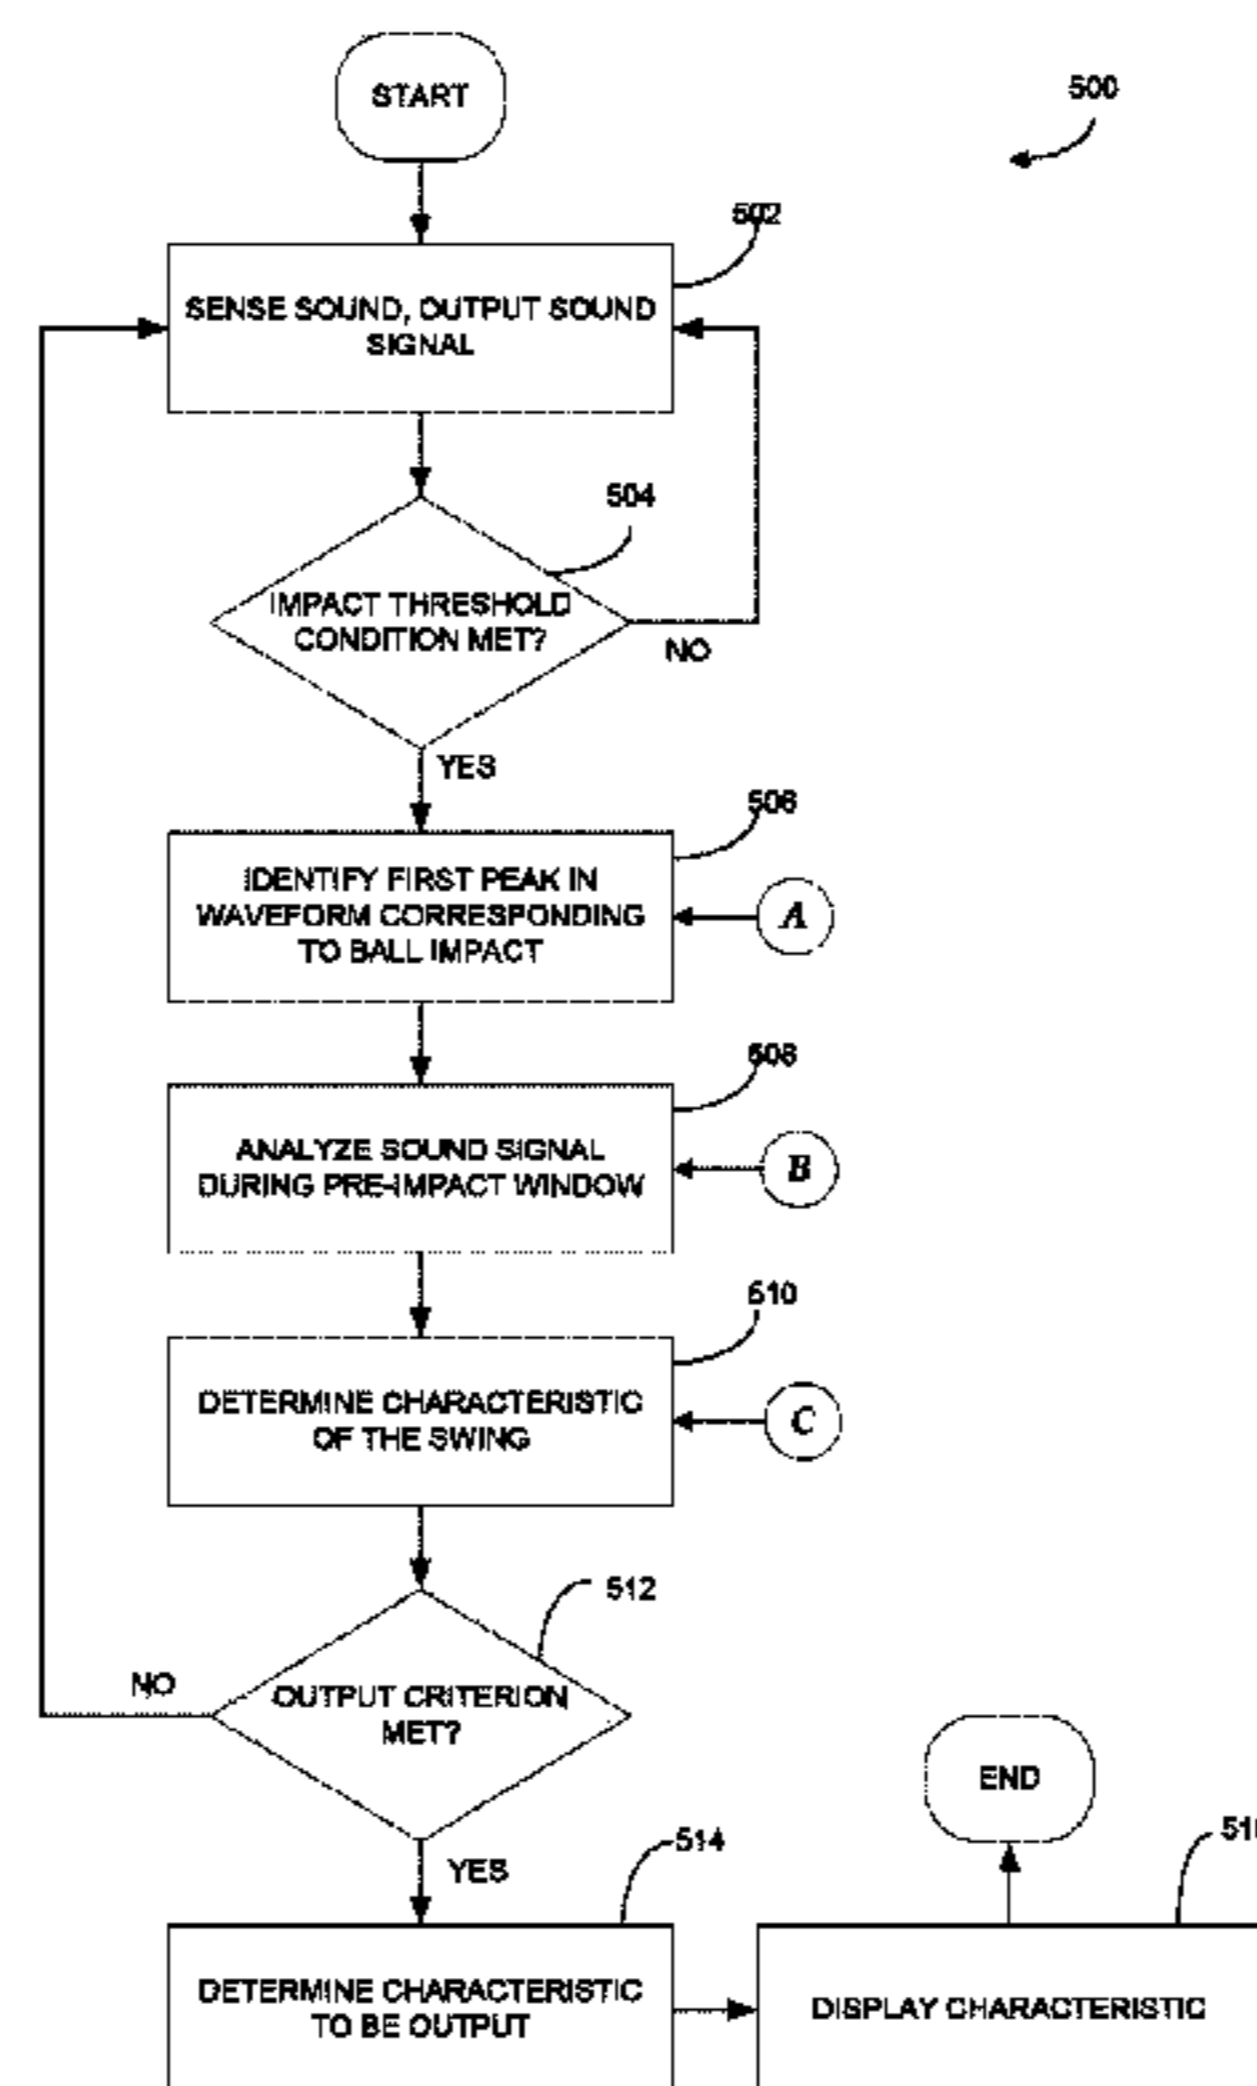 START
500
502
SENSE SOUND, OUTPUT SOUND
SIGNAL
504
IMPACT THRESHOLD
CONDITION MET?
NO
YES
506
IDENTIFY FIRST PEAK IN
WAVEFORM CORRESPONDING
TO BALL IMPACT
A
508
ANALYZE SOUND SIGNAL
DURING PRE-IMPACT WINDOW
B
510
DETERMINE CHARACTERISTIC
OF THE SWING
C
512
OUTPUT CRITERION
MET?
NO
YES
END
514
DETERMINE CHARACTERISTIC
TO BE OUTPUT
DISPLAY CHARACTERISTIC